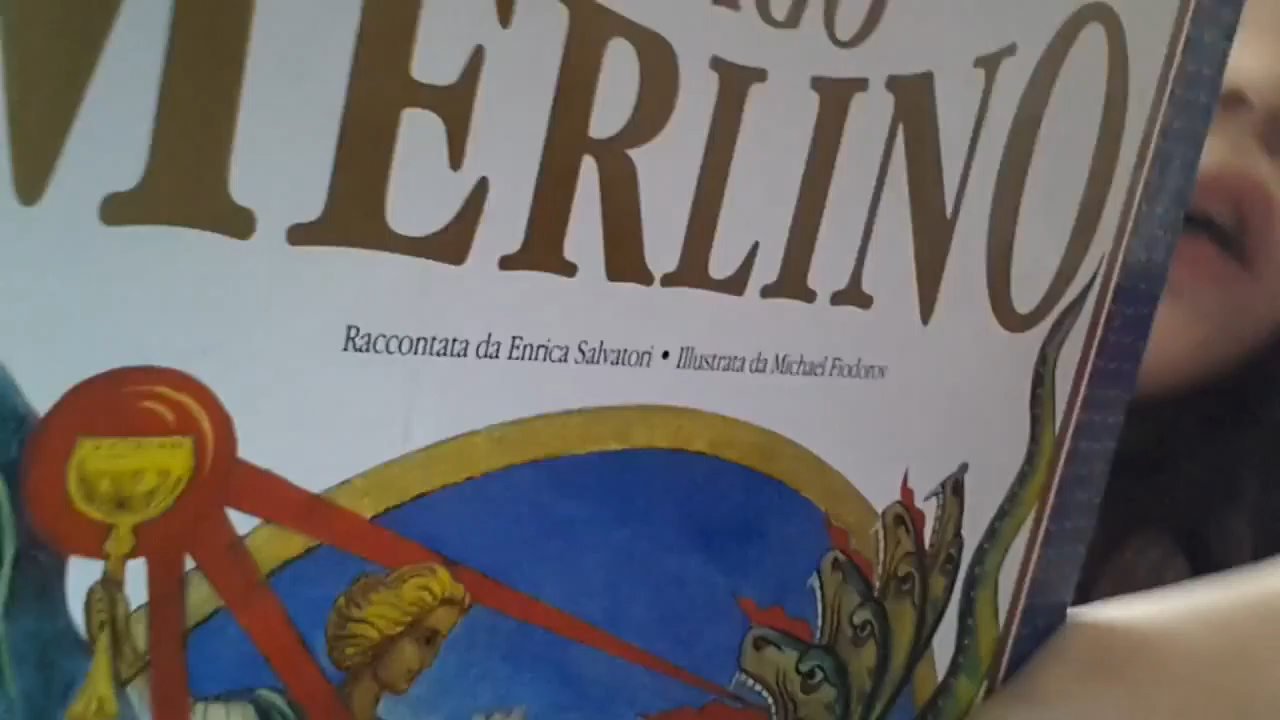 MERLINO
Raccontata da Enrica Salvatori • Illustrata da Michael Fiodorov